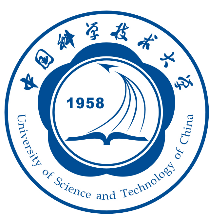 中国科学技术大学
1958
University of Science and Technology of China